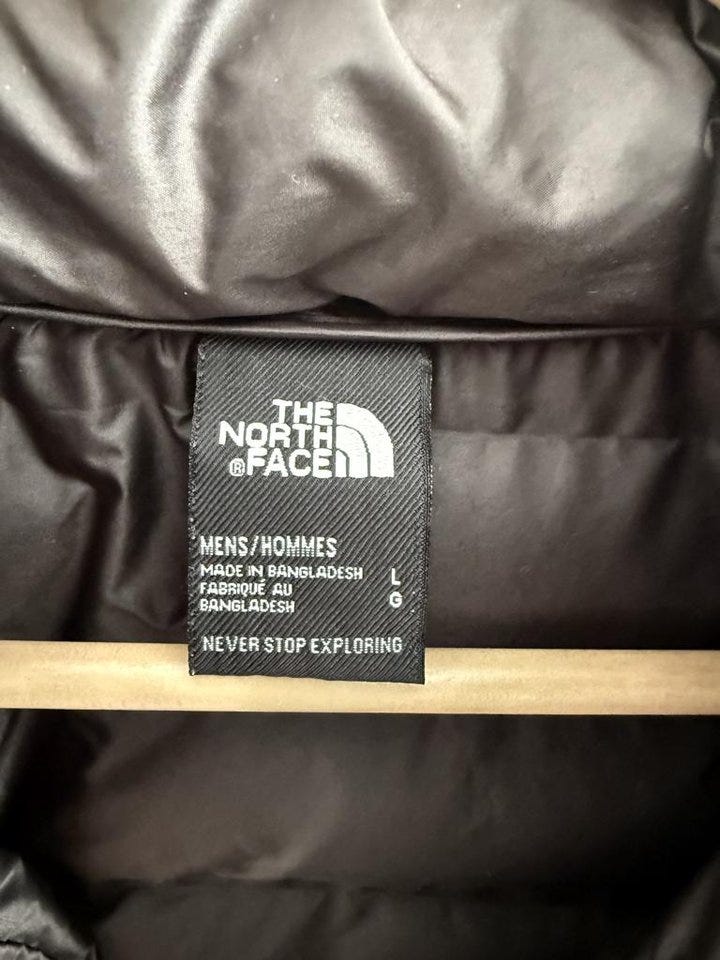 THE
NORTH
®FACE
MENS/HOMMES
MADE IN BANGLADESH L
FABRIQUÉ AU G
BANGLADESH
NEVER STOP EXPLORING